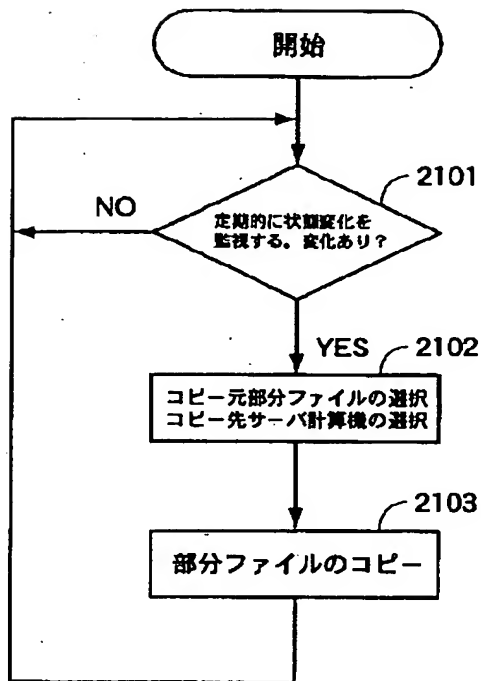 開始
2101
定期的に状態変化を
監視する。変化あり？
NO
YES
2102
コピー元部分ファイルの選択
コピー先サーバ計算機の選択
2103
部分ファイルのコピー